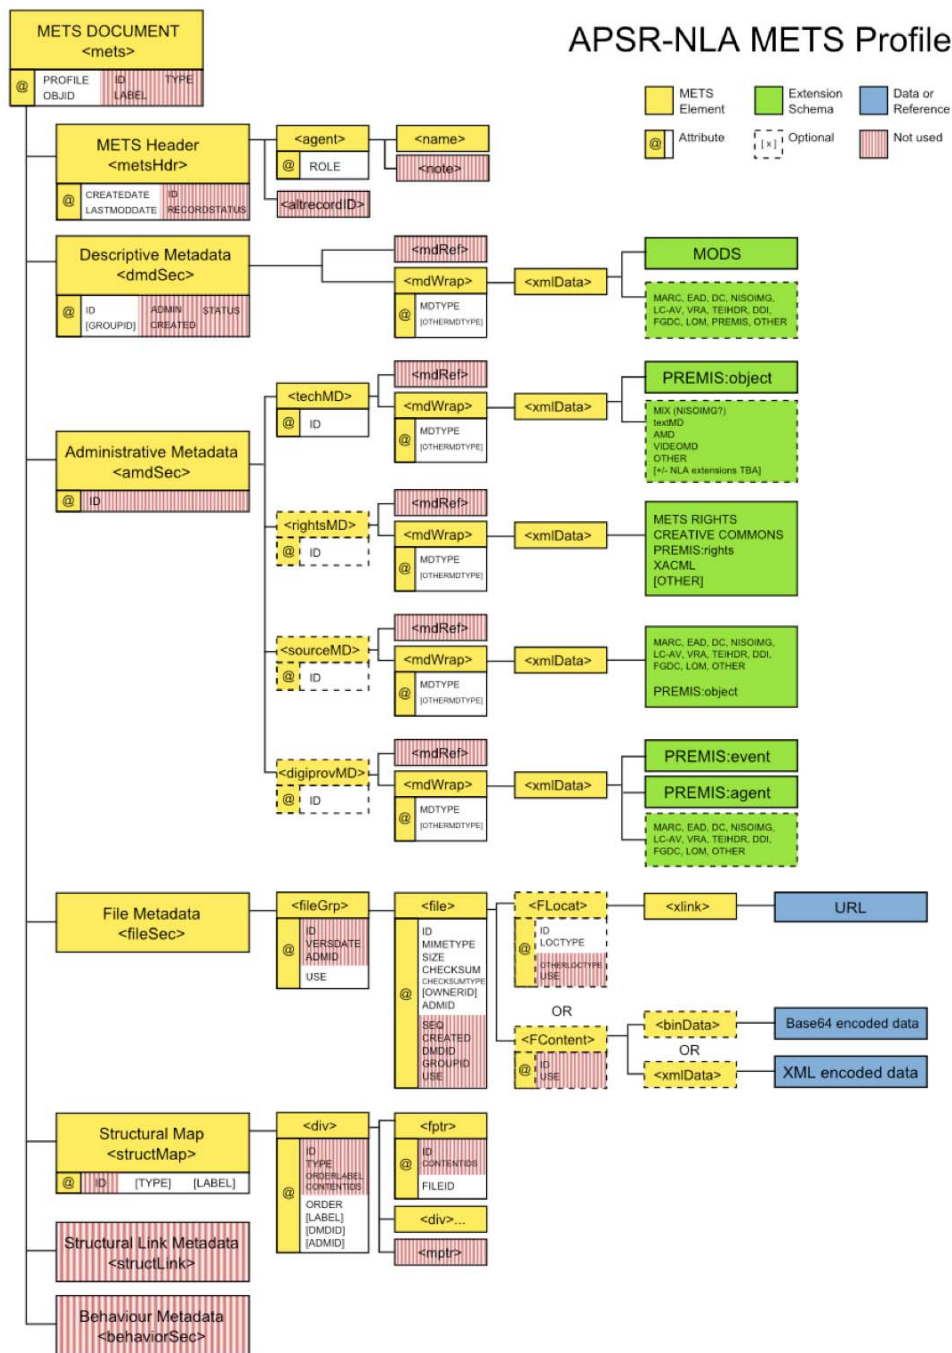 APSR-NLA METS Profile
METS Element
Extension Schema
Data or Reference
@ Attribute
[x] Optional
Not used
METS DOCUMENT
<mets>
@
PROFILE ID TYPE
OBJID LABEL
METS Header
<metsHdr>
@
CREATEDATE ID
LASTMODDATE RECORDSTATUS
<agent>
@ ROLE
<name>
<note>
<altrecordID>
Descriptive Metadata
<dmdSec>
@
ID ADMIN STATUS
[GROUPID] CREATED
<mdRef>
<mdWrap>
@
MDTYPE
[OTHERMDTYPE]
<xmlData>
MODS
MARC, EAD, DC, NISOIMG,
LC-AV, VRA, TEIHDR, DDI,
FGDC, LOM, PREMIS, OTHER
Administrative Metadata
<amdSec>
@ ID
<techMD>
@ ID
<mdRef>
<mdWrap>
@
MDTYPE
[OTHERMDTYPE]
<xmlData>
PREMIS:object
MIX (NISOIMG?)
textMD
AMD
VIDEOMD
OTHER
[+/- NLA extensions TBA]
<rightsMD>
@ ID
<mdRef>
<mdWrap>
@
MDTYPE
[OTHERMDTYPE]
<xmlData>
METS RIGHTS
CREATIVE COMMONS
PREMIS:rights
XACML
[OTHER]
<sourceMD>
@ ID
<mdRef>
<mdWrap>
@
MDTYPE
[OTHERMDTYPE]
<xmlData>
MARC, EAD, DC, NISOIMG,
LC-AV, VRA, TEIHDR, DDI,
FGDC, LOM, OTHER
PREMIS:object
<digiprovMD>
@ ID
<mdRef>
<mdWrap>
@
MDTYPE
[OTHERMDTYPE]
<xmlData>
PREMIS:event
PREMIS:agent
MARC, EAD, DC, NISOIMG,
LC-AV, VRA, TEIHDR, DDI,
FGDC, LOM, OTHER
File Metadata
<fileSec>
<fileGrp>
@
ID
VERSDATE
ADMID
USE
<file>
@
ID
MIMETYPE
SIZE
CHECKSUM
CHECKSUMTYPE
[OWNERID]
ADMID
SEQ
CREATED
DMDID
GROUPID
USE
<FLocat>
@
ID
LOCTYPE
OTHERLOCTYPE
USE
<xlink>
URL
OR
<FContent>
@
ID
USE
<binData>
Base64 encoded data
OR
<xmlData>
XML encoded data
Structural Map
<structMap>
@ ID [TYPE] [LABEL]
<div>
@
ID
TYPE
ORDERLABEL
CONTENTIDS
ORDER
[LABEL]
[DMDID]
[ADMID]
<fptr>
@
ID
CONTENTIDS
FILEID
<div>...
<mptr>
Structural Link Metadata
<structLink>
Behaviour Metadata
<behaviorSec>